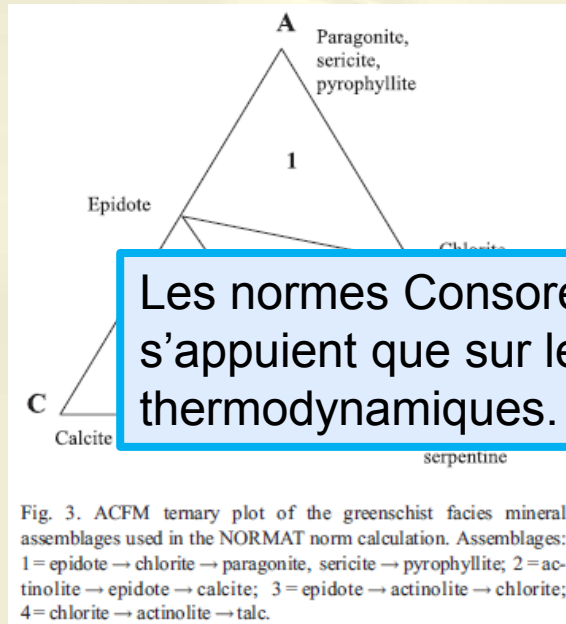 A
Paragonite,
sericite,
pyrophyllite
1
Epidote
Les normes
s'appuient que sur
thermodynamiques.
C
Calcite
serpentine
Fig. 3. ACFM ternary plot of the greenschist facies mineral
assemblages used in the NORMAT norm calculation. Assemblages:
1 = epidote → chlorite → paragonite, sericite → pyrophyllite; 2 = ac-
tinolite → epidote → calcite; 3 = epidote → actinolite → chlorite;
4 = chlorite → actinolite → talc.